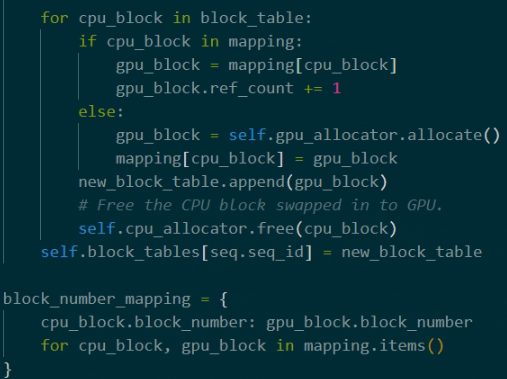 for cpu_block in block_table:
if cpu_block in mapping:
gpu_block = mapping[cpu_block]
gpu_block.ref_count += 1
else:
gpu_block = self.gpu_allocator.allocate()
mapping[cpu_block] = gpu_block
new_block_table.append(gpu_block)
# Free the CPU block swapped in to GPU.
self.cpu_allocator.free(cpu_block)
self.block_tables[seq.seq_id] = new_block_table
block_number_mapping = {
cpu_block.block_number: gpu_block.block_number
for cpu_block, gpu_block in mapping.items()
}